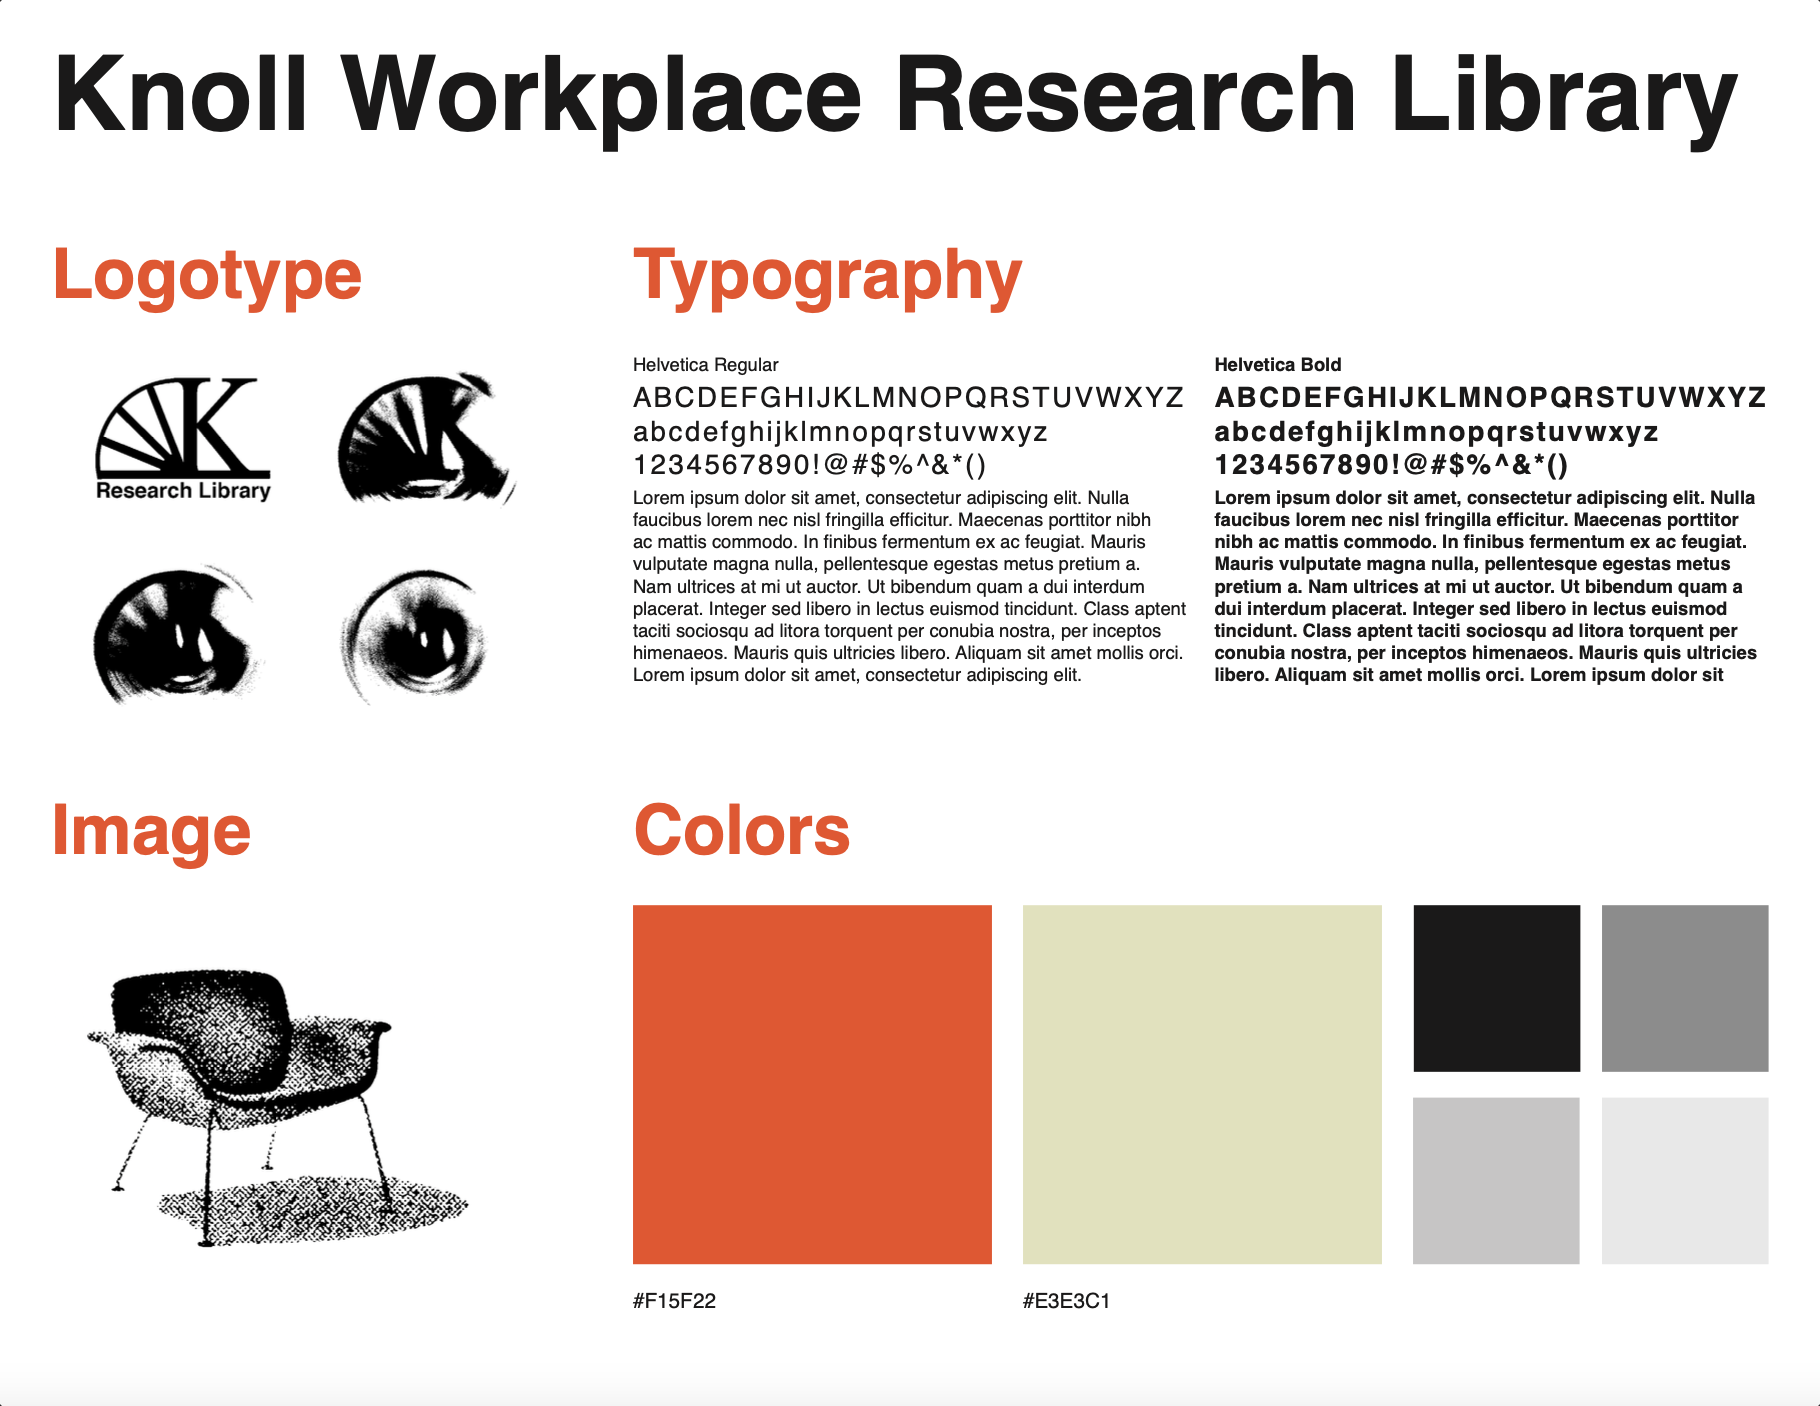 Knoll Workplace Research Library
Logotype
K
Research Library
Typography
Helvetica Regular
ABCDEFGHIJKLMNOPQRSTUVWXYZ
abcdefghijklmnopqrstuvwxyz
1234567890!@#$%^&*()
Lorem ipsum dolor sit amet, consectetur adipiscing elit. Nulla
faucibus lorem nec nisl fringilla efficitur. Maecenas porttitor nibh
ac mattis commodo. In finibus fermentum ex ac feugiat. Mauris
vulputate magna nulla, pellentesque egestas metus pretium a.
Nam ultrices at mi ut auctor. Ut bibendum quam a dui interdum
placerat. Integer sed libero in lectus euismod tincidunt. Class aptent
taciti sociosqu ad litora torquent per conubia nostra, per inceptos
himenaeos. Mauris quis ultricies libero. Aliquam sit amet mollis orci.
Lorem ipsum dolor sit amet, consectetur adipiscing elit.
Helvetica Bold
ABCDEFGHIJKLMNOPQRSTUVWXYZ
abcdefghijklmnopqrstuvwxyz
1234567890!@#$%^&*()
Lorem ipsum dolor sit amet, consectetur adipiscing elit. Nulla
faucibus lorem nec nisl fringilla efficitur. Maecenas porttitor
nibh ac mattis commodo. In finibus fermentum ex ac feugiat.
Mauris vulputate magna nulla, pellentesque egestas metus
pretium a. Nam ultrices at mi ut auctor. Ut bibendum quam a
dui interdum placerat. Integer sed libero in lectus euismod
tincidunt. Class aptent taciti sociosqu ad litora torquent per
conubia nostra, per inceptos himenaeos. Mauris quis ultricies
libero. Aliquam sit amet mollis orci. Lorem ipsum dolor sit
Image
Colors
#F15F22
#E3E3C1